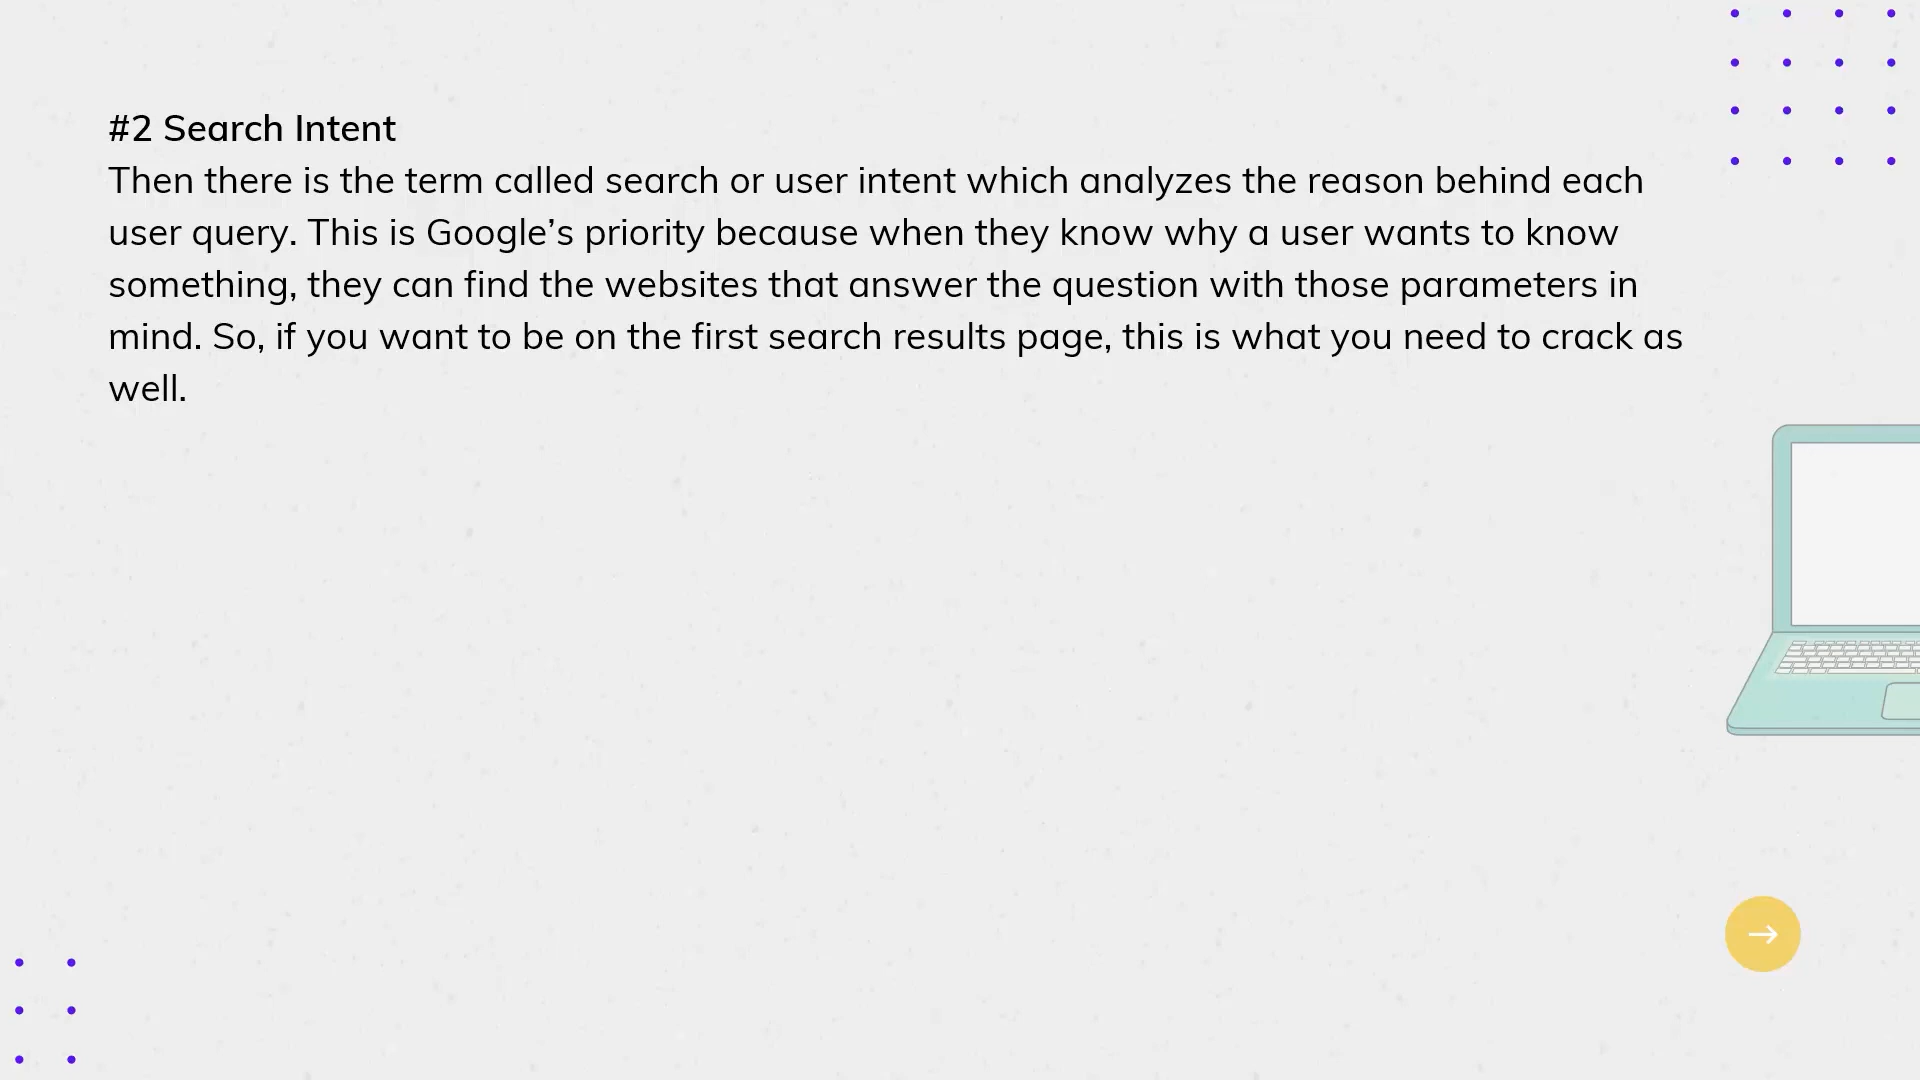 #2 Search Intent
Then there is the term called search or user intent which analyzes the reason behind each
user query. This is Google’s priority because when they know why a user wants to know
something, they can find the websites that answer the question with those parameters in
mind. So, if you want to be on the first search results page, this is what you need to crack as
well.